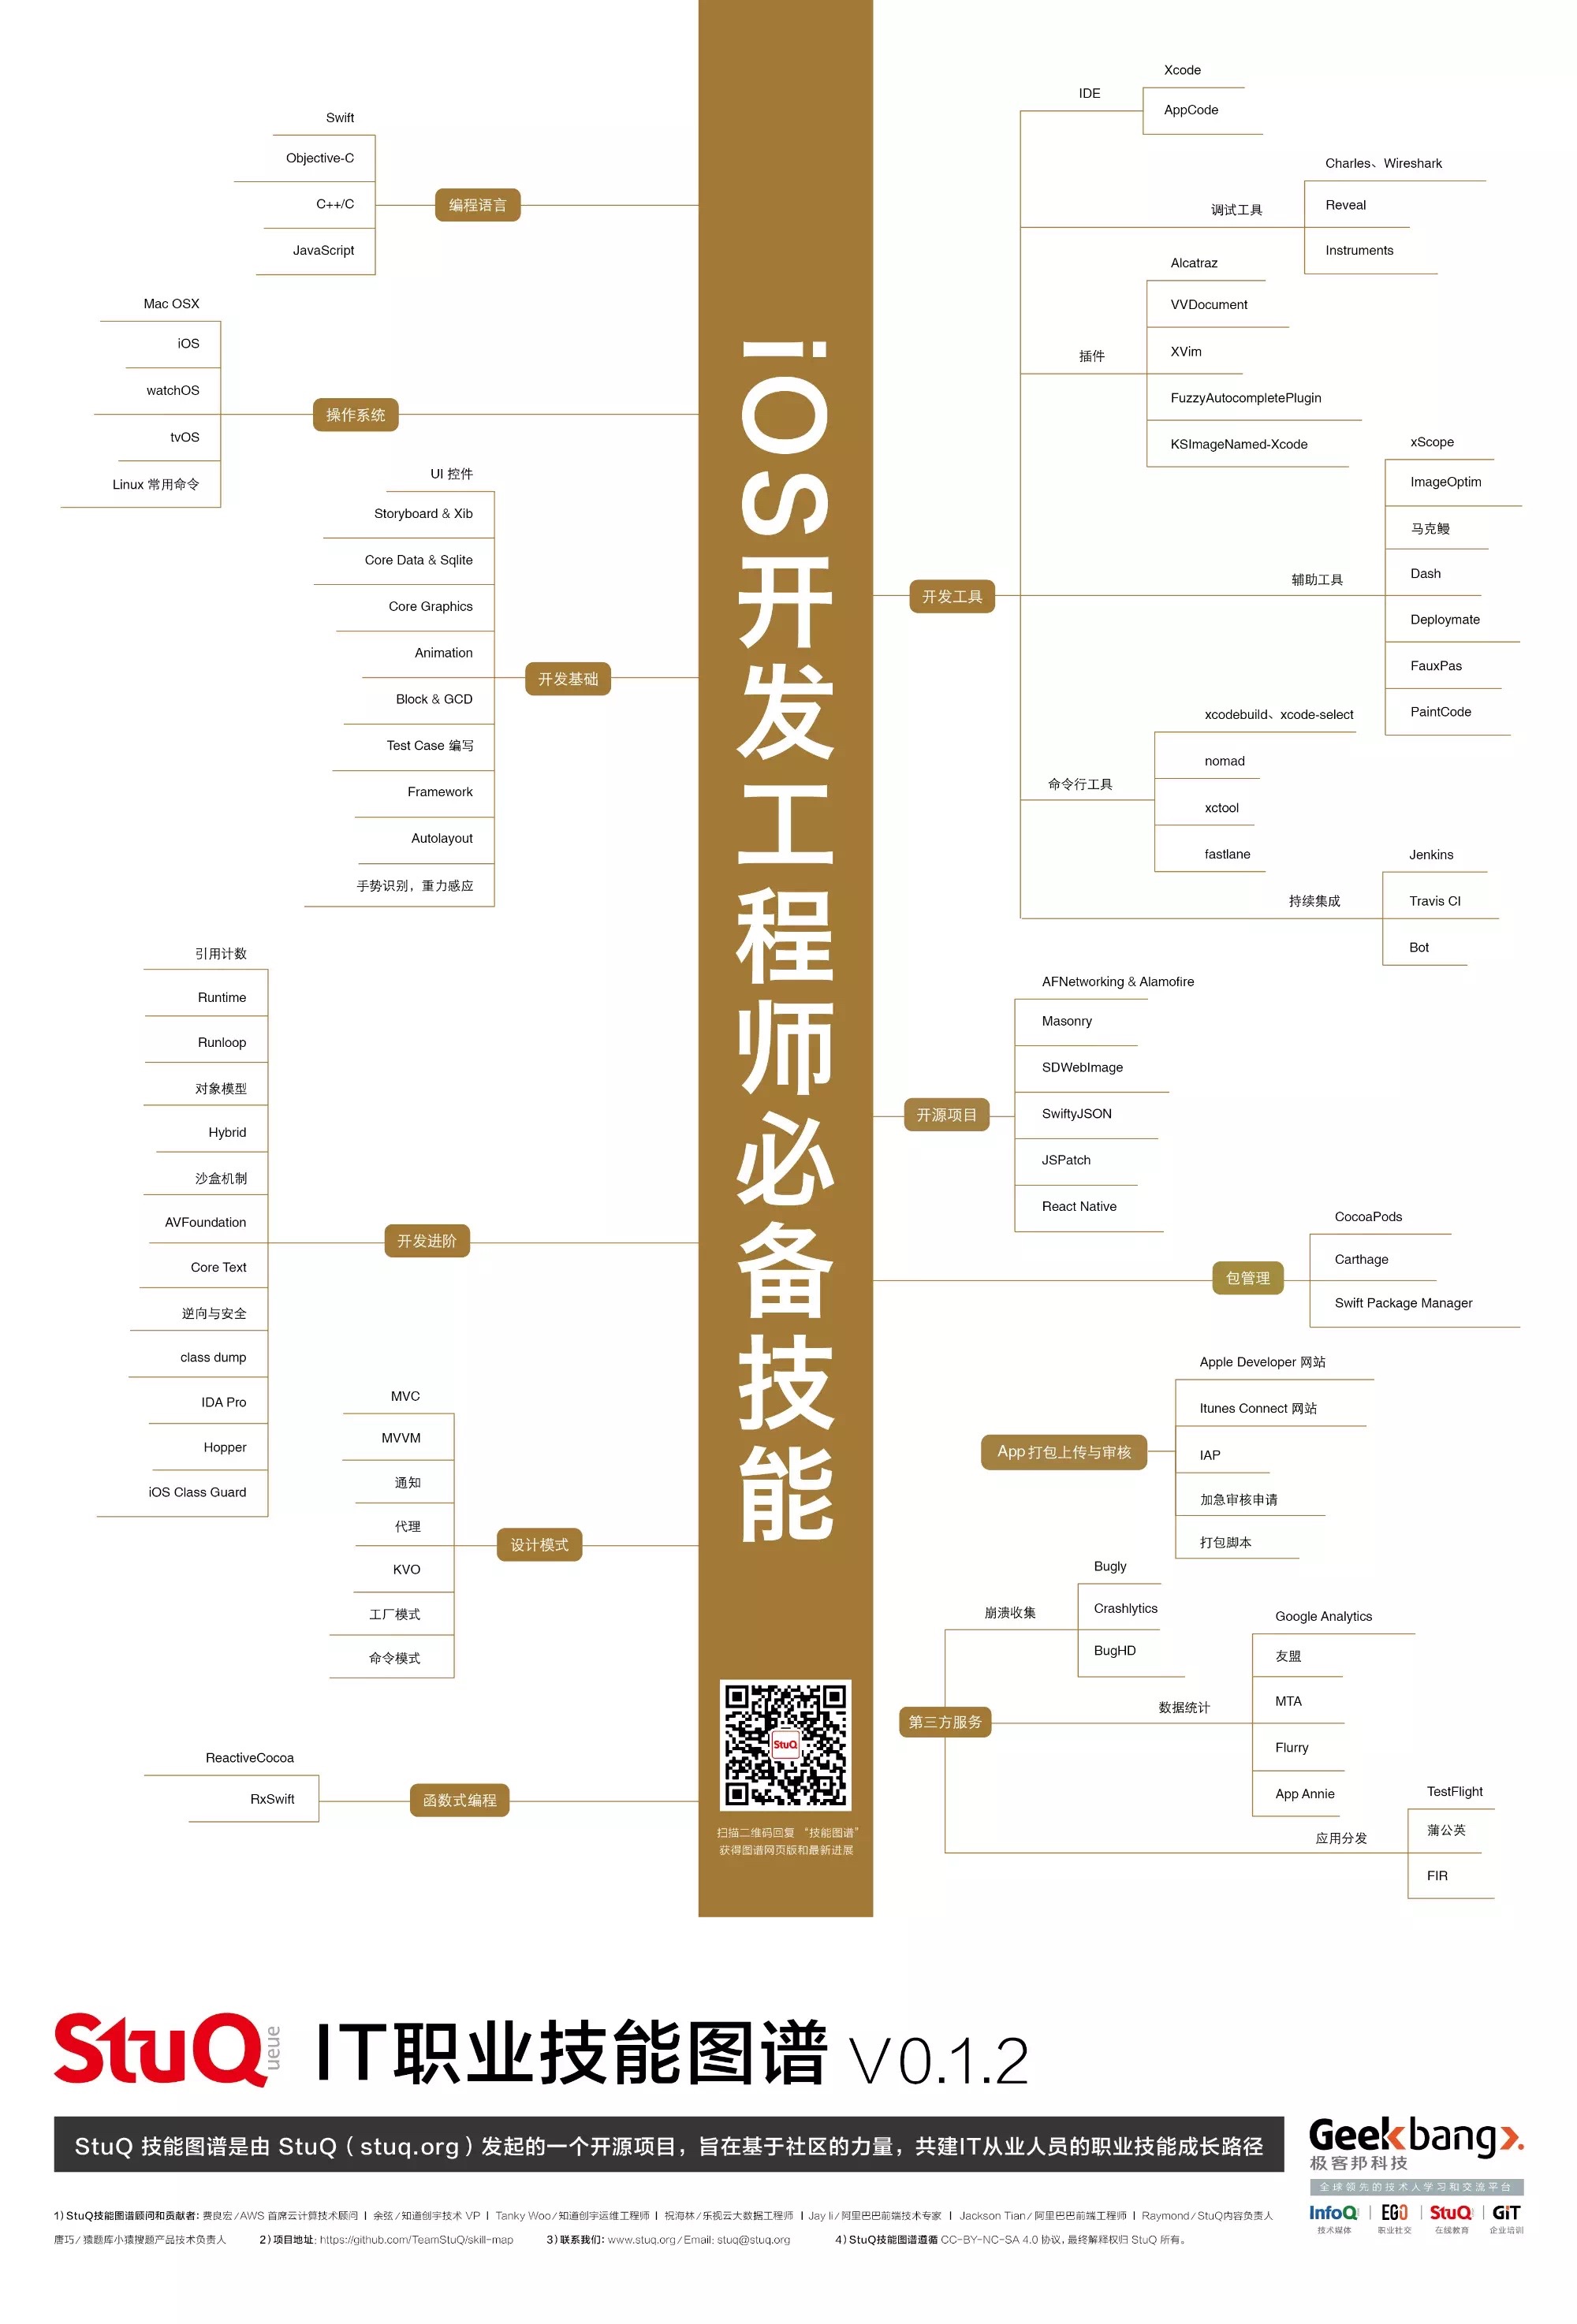 iOS开发工程师必备技能
编程语言
Swift
Objective-C
C++/C
JavaScript
操作系统
Mac OSX
iOS
watchOS
tvOS
Linux 常用命令
开发基础
UI 控件
Storyboard & Xib
Core Data & Sqlite
Core Graphics
Animation
Block & GCD
Test Case 编写
Framework
Autolayout
手势识别，重力感应
开发进阶
引用计数
Runtime
Runloop
对象模型
Hybrid
沙盒机制
AVFoundation
Core Text
逆向与安全
class dump
IDA Pro
Hopper
iOS Class Guard
设计模式
MVC
MVVM
通知
代理
KVO
工厂模式
命令模式
函数式编程
ReactiveCocoa
RxSwift
开发工具
IDE
Xcode
AppCode
调试工具
Charles、Wireshark
Reveal
Instruments
插件
Alcatraz
VVDocument
XVim
FuzzyAutocompletePlugin
KSImageNamed-Xcode
辅助工具
xScope
ImageOptim
马克鳗
Dash
Deploymate
FauxPas
PaintCode
命令行工具
xcodebuild、xcode-select
nomad
xctool
fastlane
持续集成
Jenkins
Travis CI
Bot
开源项目
AFNetworking & Alamofire
Masonry
SDWebImage
SwiftyJSON
JSPatch
React Native
包管理
CocoaPods
Carthage
Swift Package Manager
App 打包上传与审核
Apple Developer 网站
Itunes Connect 网站
IAP
加急审核申请
打包脚本
第三方服务
崩溃收集
Bugly
Crashlytics
BugHD
数据统计
Google Analytics
友盟
MTA
Flurry
App Annie
应用分发
TestFlight
蒲公英
FIR
StuQ
扫描二维码回复 “技能图谱”
获得图谱网页版和最新进展
StuQueue IT职业技能图谱 V0.1.2
StuQ 技能图谱是由 StuQ（stuq.org）发起的一个开源项目，旨在基于社区的力量，共建IT从业人员的职业技能成长路径
Geekbang
极客邦科技
全球领先的技术人学习和交流平台
InfoQ | EGO | StuQ | GiT
技术媒体 职业社交 在线教育 企业培训
1）StuQ技能图谱顾问和贡献者：费良宏/AWS 首席云计算技术顾问 | 余弦/知道创宇技术 VP | Tanky Woo/知道创宇运维工程师 | 祝海林/乐视云大数据工程师 | Jay li/阿里巴巴前端技术专家 | Jackson Tian/阿里巴巴前端工程师 | Raymond/StuQ内容负责人
唐巧/猿题库小猿搜题产品技术负责人 2）项目地址：https://github.com/TeamStuQ/skill-map 3）联系我们：www.stuq.org/Email: stuq@stuq.org 4）StuQ技能图谱遵循 CC-BY-NC-SA 4.0 协议，最终解释权归 StuQ 所有。